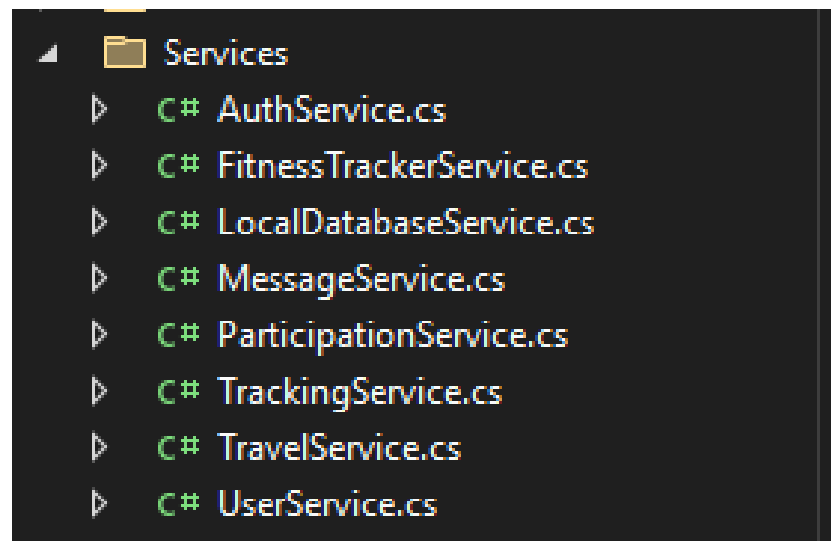 Services
C# AuthService.cs
C# FitnessTrackerService.cs
C# LocalDatabaseService.cs
C# MessageService.cs
C# ParticipationService.cs
C# TrackingService.cs
C# TravelService.cs
C# UserService.cs